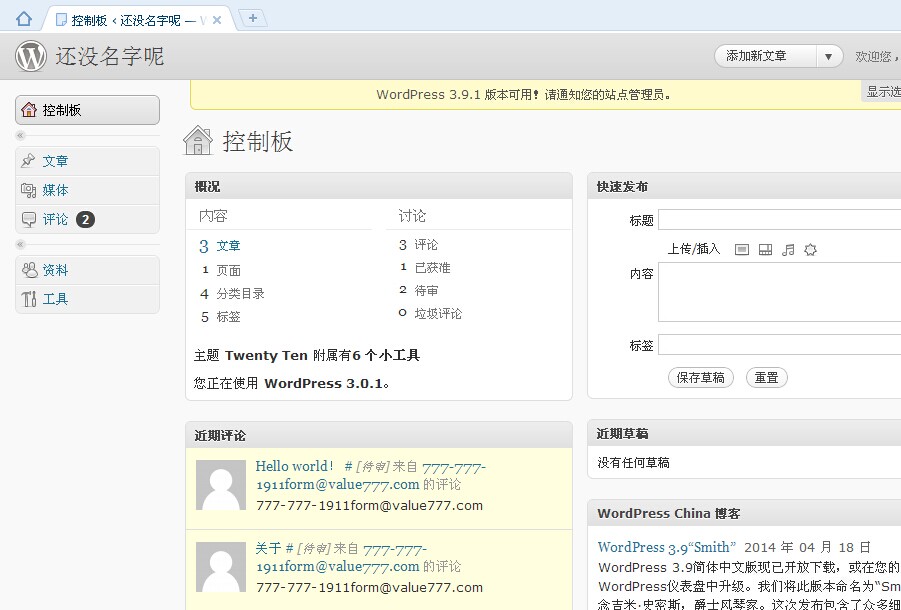 控制板 ‹ 还没名字呢 — W
还没名字呢
添加新文章
欢迎您，
WordPress 3.9.1 版本可用！请通知您的站点管理员。
显示选
控制板
文章
媒体
评论 2
资料
工具
控制板
概况
内容
3 文章
1 页面
4 分类目录
5 标签
讨论
3 评论
1 已获准
2 待审
0 垃圾评论
主题 Twenty Ten 附属有6 个小工具
您正在使用 WordPress 3.0.1。
近期评论
Hello world! # [待审]来自 777-777-
1911form@value777.com 的评论
777-777-1911form@value777.com
关于 # [待审]来自 777-777-
1911form@value777.com 的评论
777-777-1911form@value777.com
快速发布
标题
上传/插入
内容
标签
保存草稿 重置
近期草稿
没有任何草稿
WordPress China 博客
WordPress 3.9“Smith” 2014 年 04 月 18 日
WordPress 3.9简体中文版现已开放下载，或在您的
WordPress仪表盘中升级。我们将此版本命名为“Sm
念吉米·史密斯，爵士风琴家。这次发布包含了众多细